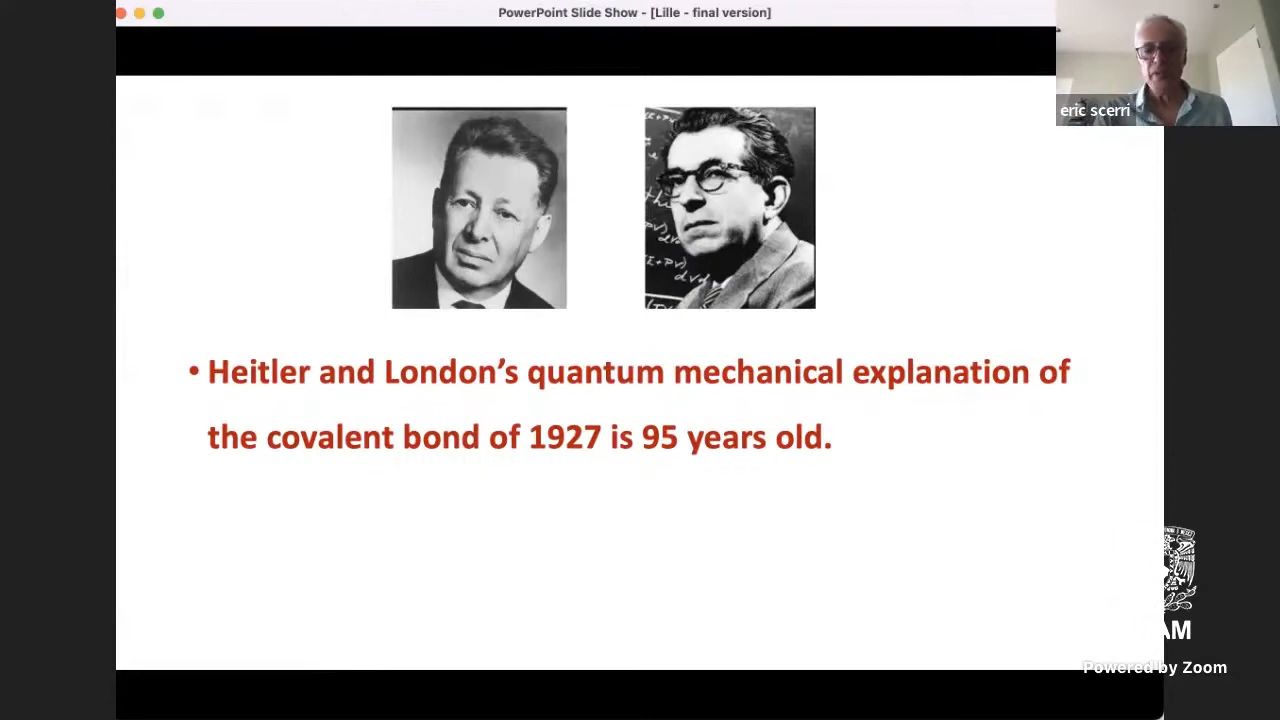 PowerPoint Slide Show - [Lille - final version]
eric scerri
• Heitler and London’s quantum mechanical explanation of
the covalent bond of 1927 is 95 years old.
AM
Powered by Zoom